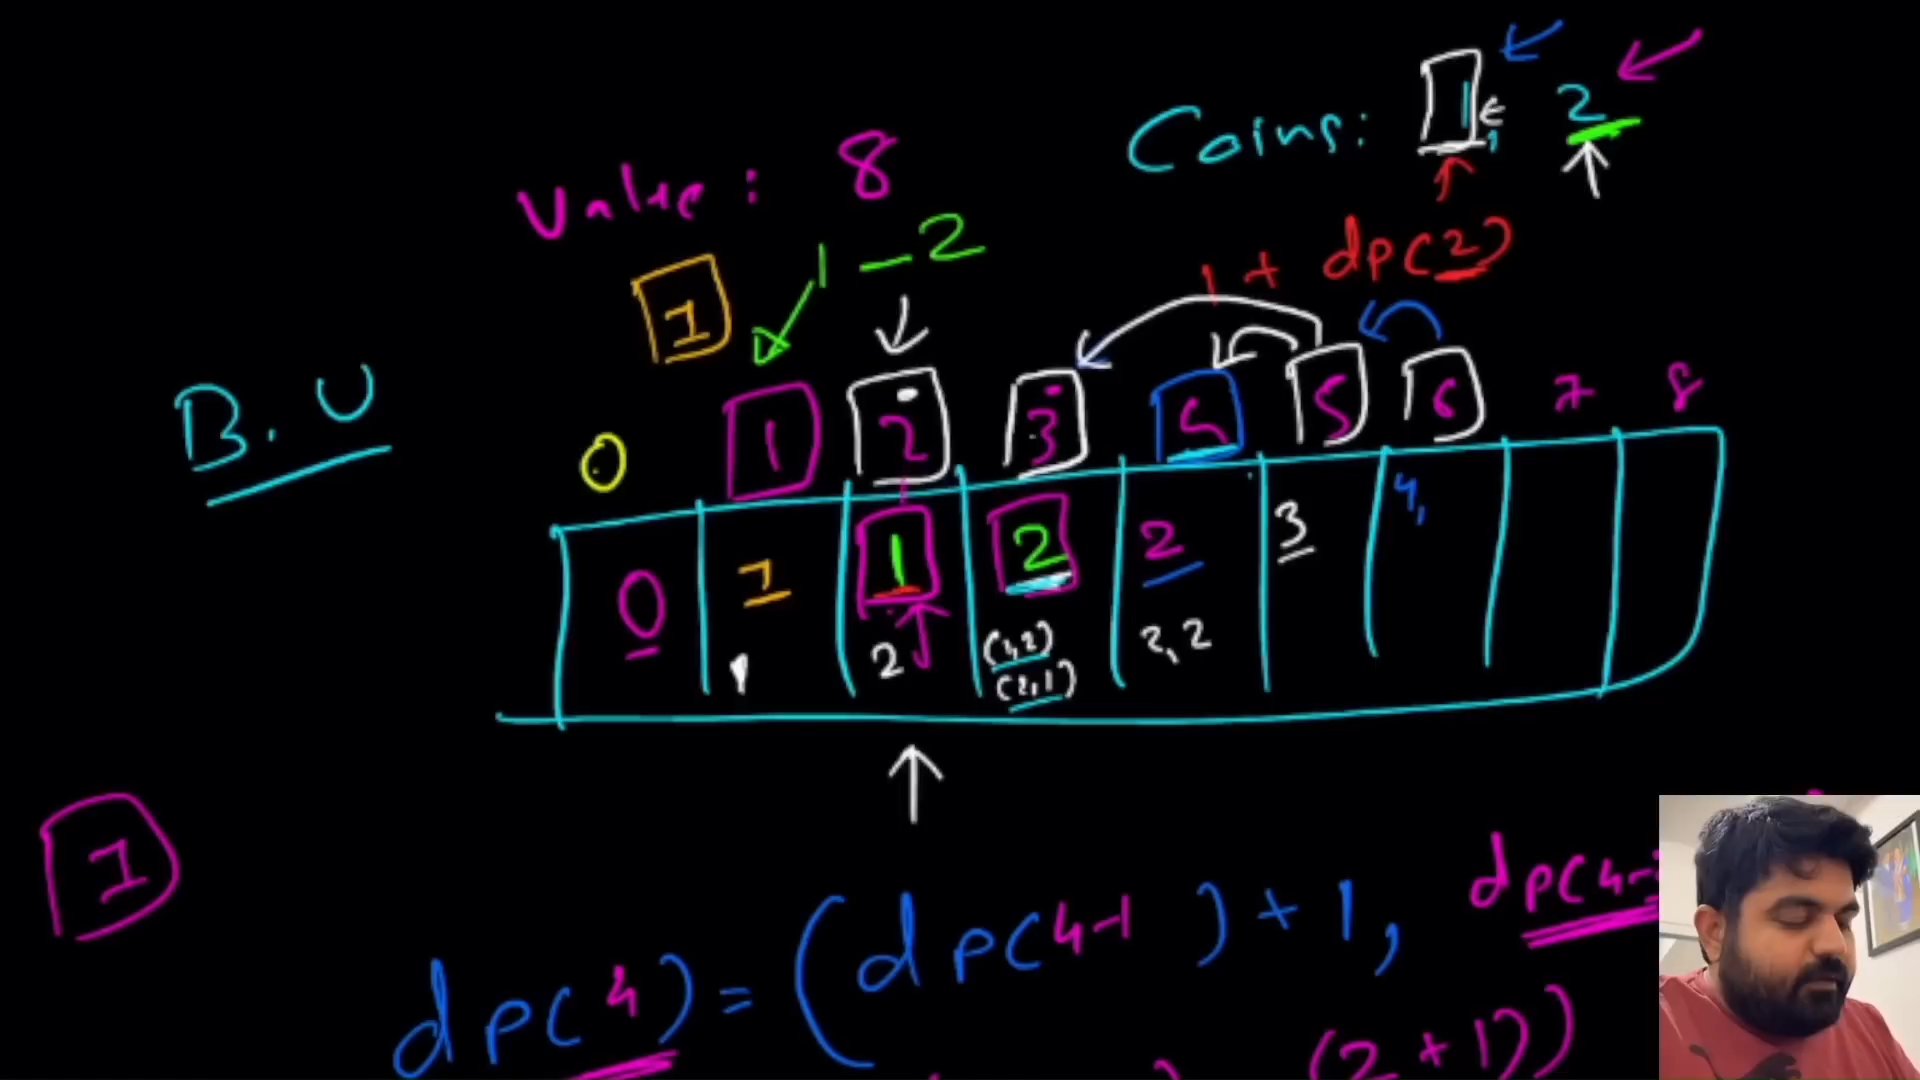 Coins: 1, 2
Value: 8
1 - 2
1 + dp(2)
1
B.U
0 1 2 3 4 5 6 7 8
0 1 1 2 2 3 4,
1 2 (1,2) 2,2
(2,1)
1
dp(4-
dp(4) = (dp(4-1) + 1,
(2+1))